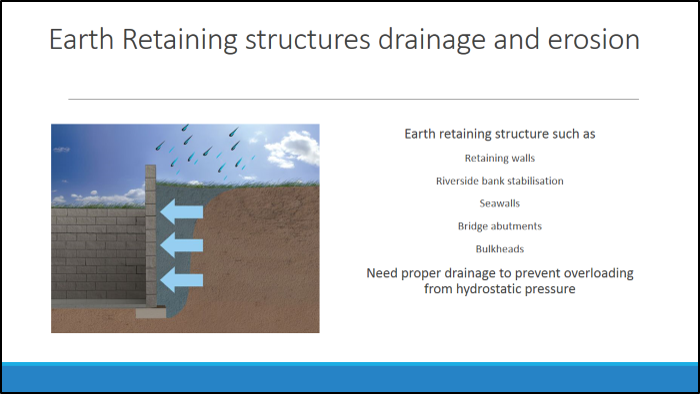 Earth Retaining structures drainage and erosion
Earth retaining structure such as
Retaining walls
Riverside bank stabilisation
Seawalls
Bridge abutments
Bulkheads
Need proper drainage to prevent overloading
from hydrostatic pressure